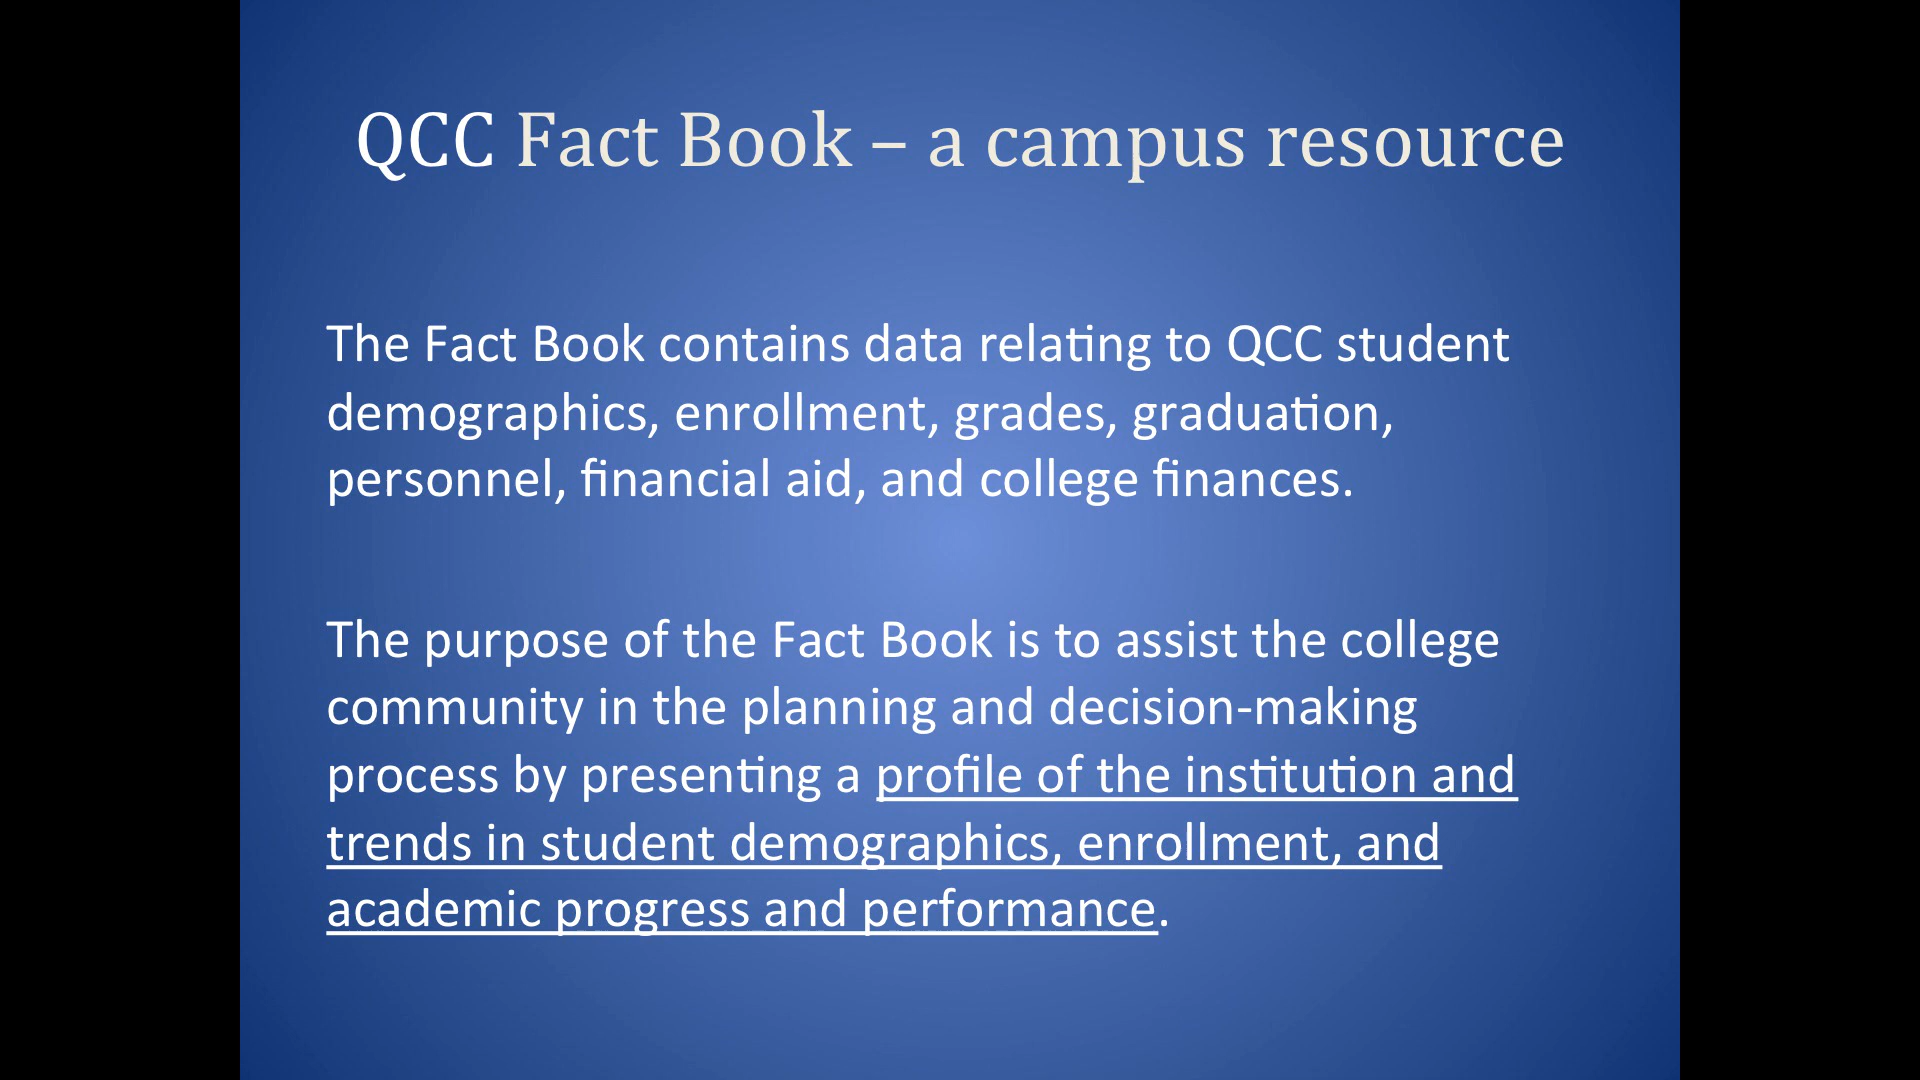 QCC Fact Book – a campus resource
The Fact Book contains data relating to QCC student
demographics, enrollment, grades, graduation,
personnel, financial aid, and college finances.
The purpose of the Fact Book is to assist the college
community in the planning and decision-making
process by presenting a profile of the institution and
trends in student demographics, enrollment, and
academic progress and performance.